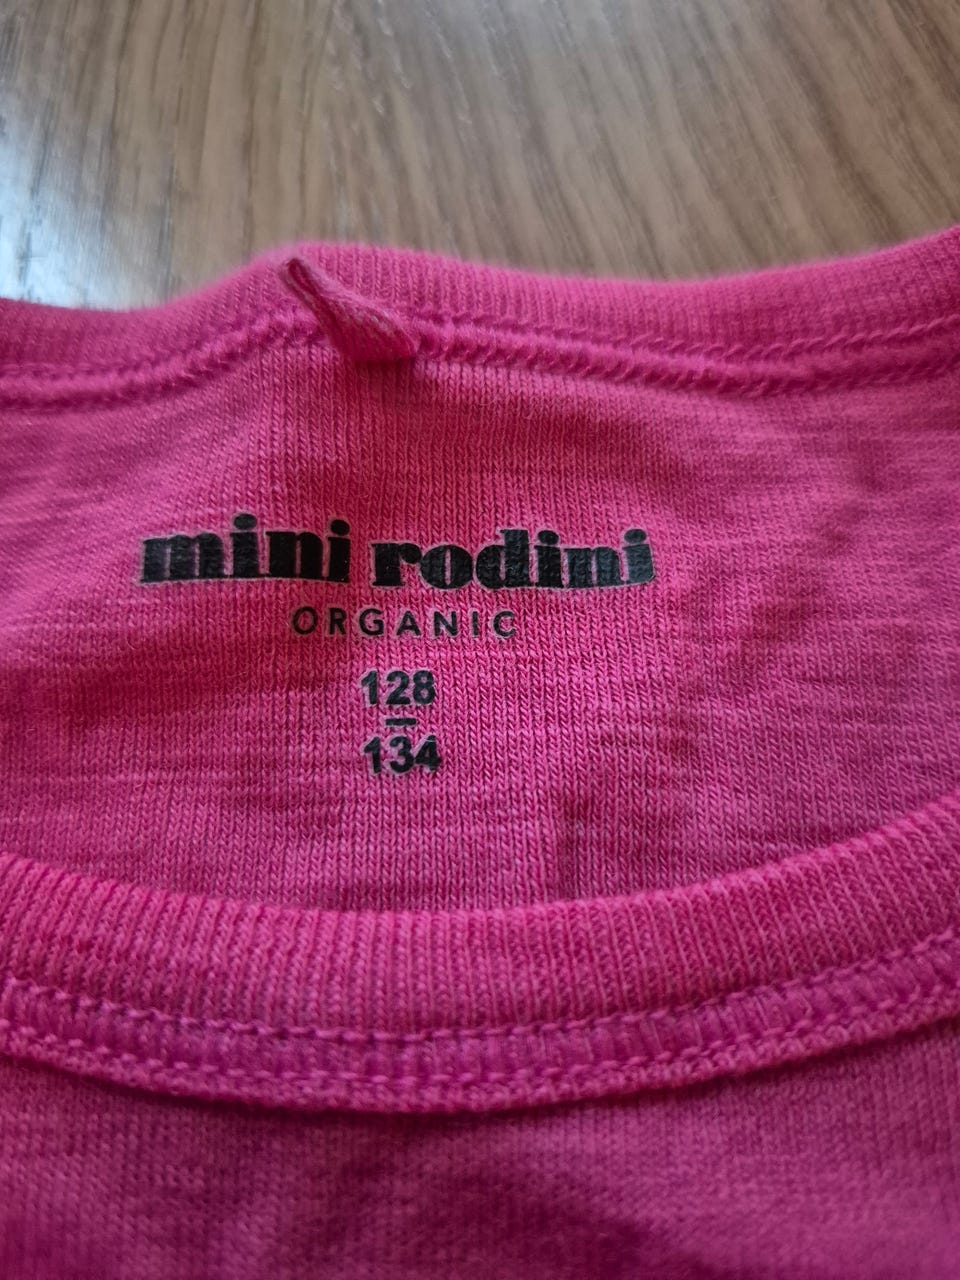 mini rodini
ORGANIC
128
–
134